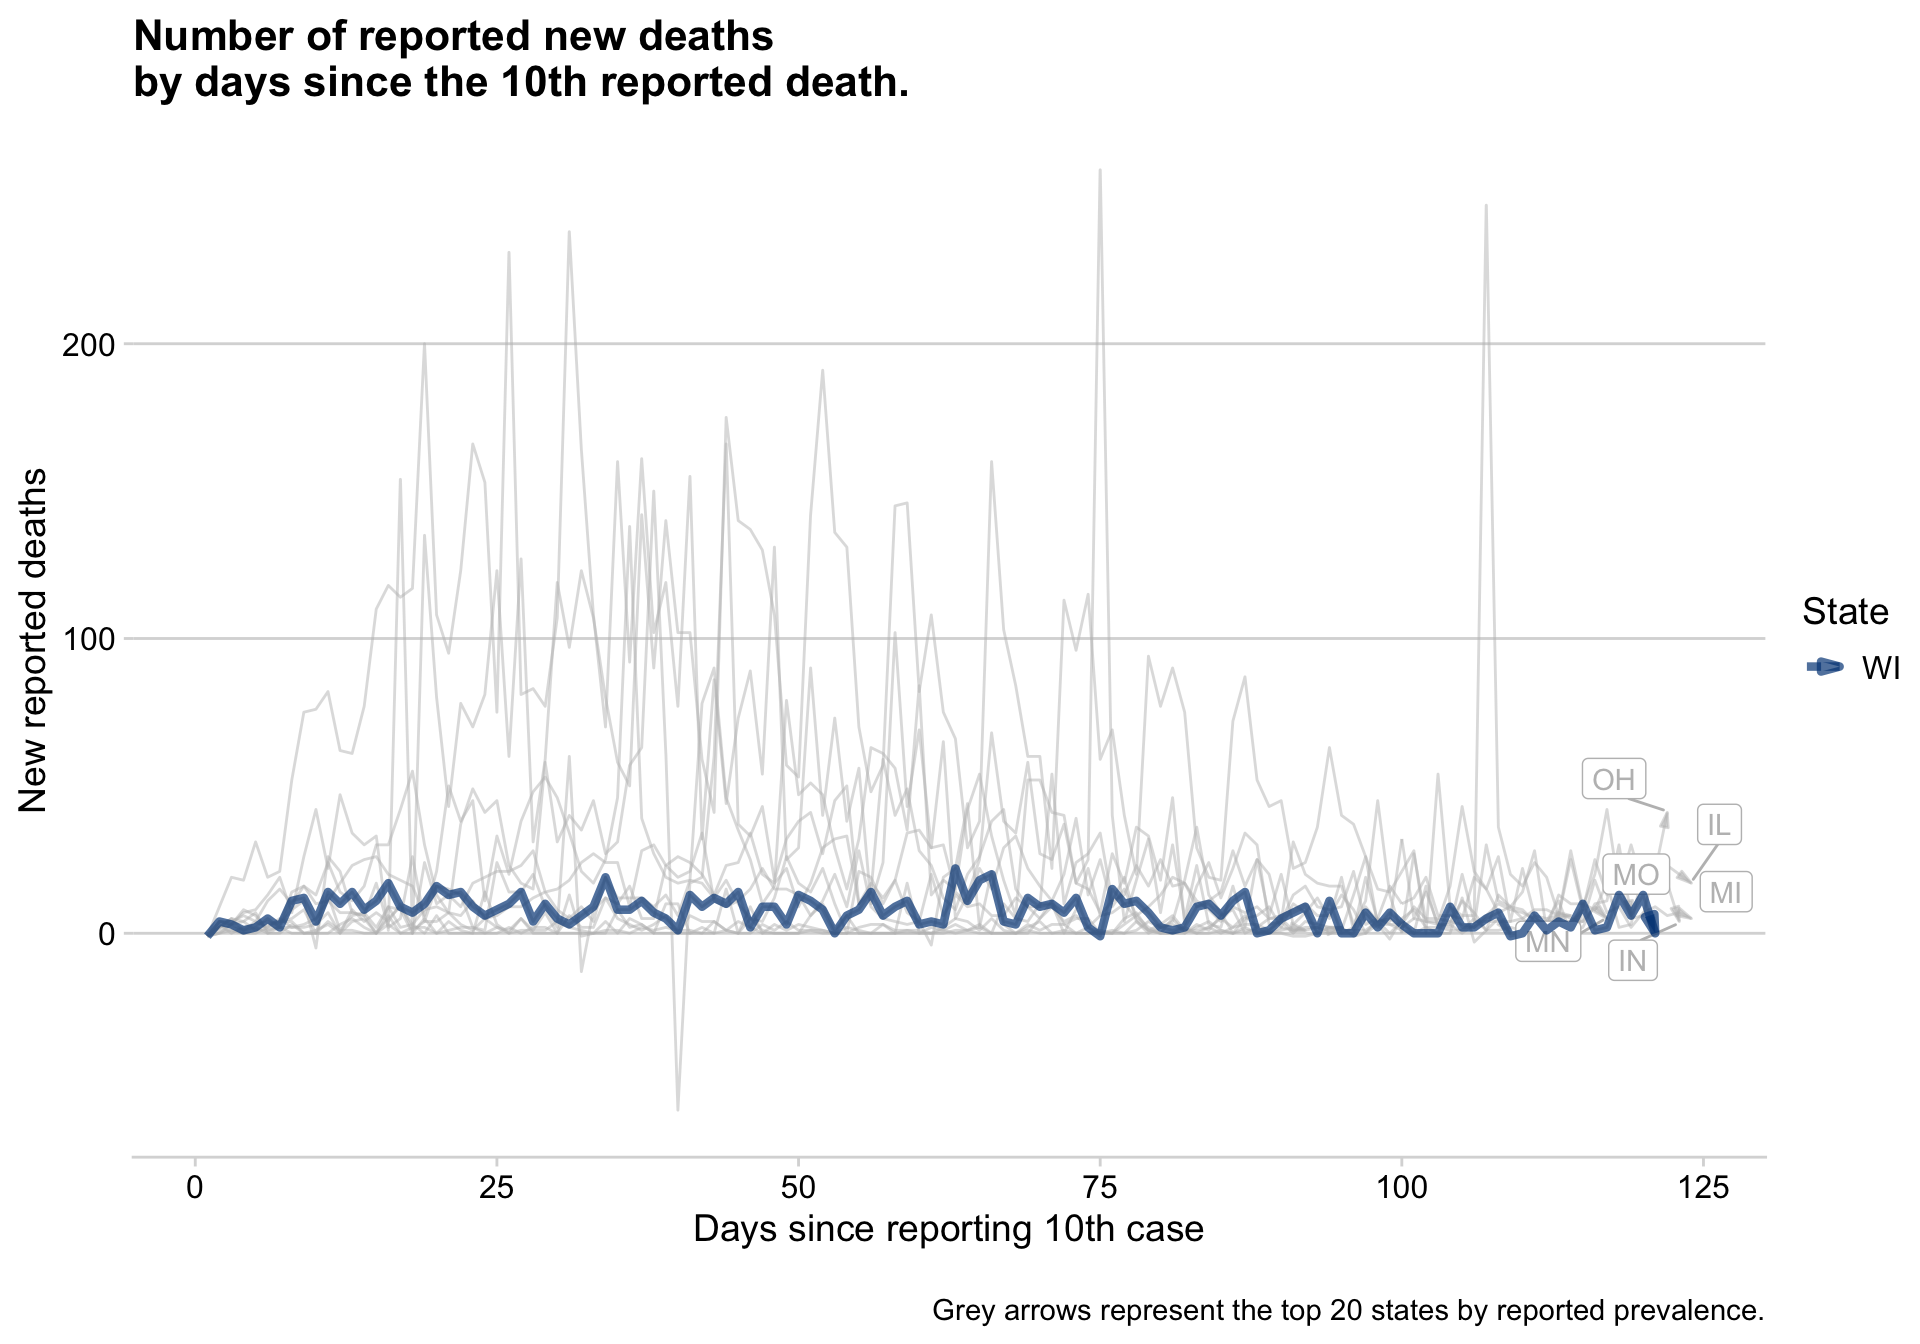 Number of reported new deaths
by days since the 10th reported death.
New reported deaths
200
100
0
OH
IL
MO
MI
MN
IN
State
WI
0
25
50
75
100
125
Days since reporting 10th case
Grey arrows represent the top 20 states by reported prevalence.